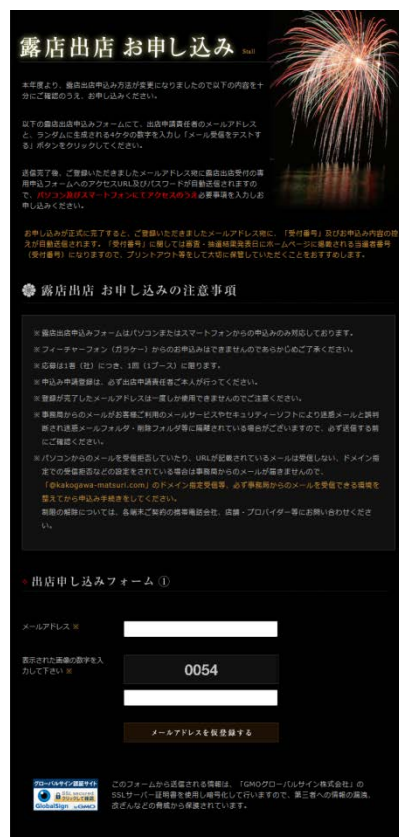 露店出店 お申し込み Stall
本年度より、露店出店申込み方法が変更になりましたので以下の内容を十
分にご確認のうえ、お申し込みください。
以下の露店出店申込みフォームにて、出店申請責任者のメールアドレス
と、ランダムに生成される4ケタの数字を入力し「メール受信をテストす
る」ボタンをクリックしてください。
送信完了後、ご登録いただきましたメールアドレス宛に露店出店受付の専
用申込フォームへのアクセスURL及びパスワードが自動送信されますの
で、パソコン及びスマートフォンにてアクセスのうえ必要事項を入力しお
申し込みください。
お申し込みが正式に完了すると、ご登録いただきましたメールアドレス宛に、「受付番号」及びお申込み内容の控
えが自動送信されます。「受付番号」に関しては審査・抽選結果発表日にホームページに掲載される当選者番号
（受付番号）になりますので、プリントアウト等をして大切に保管していただくことをおすすめします。
露店出店 お申し込みの注意事項
※露店出店申込みフォームはパソコンまたはスマートフォンからの申込みのみ対応しております。
※フィーチャーフォン（ガラケー）からのお申込みはできませんのであらかじめご了承ください。
※応募は1者（社）につき、1回（1ブース）に限ります。
※申込み申請登録は、必ず出店申請責任者ご本人が行ってください。
※登録が完了したメールアドレスは一度しか使用できませんのでご注意ください。
※事務局からのメールがお客様ご利用のメールサービスやセキュリティーソフトにより迷惑メールと誤判
断され迷惑メールフォルダ・削除フォルダ等に隔離されている場合がございますので、必ず送信する前
にご確認ください。
※パソコンからのメールを受信拒否していたり、URLが記載されているメールは受信しない、ドメイン指
定での受信拒否などの設定をされている場合は事務局からのメールが届きませんので、
「@kakogawa-matsuri.com」のドメイン指定受信等、必ず事務局からのメールを受信できる環境を
整えてから申込み手続きをしてください。
制限の解除については、各端末ご契約の携帯電話会社、店舗・プロバイダー等にお問い合わせくださ
い。
出店申し込みフォーム ①
メールアドレス ※
表示された画像の数字を入
力して下さい ※
0054
メールアドレスを仮登録する
グローバルサイン認証サイト
SSL secured
クリックして検証
GlobalSign by GMO
このフォームから送信される情報は、「GMOグローバルサイン株式会社」の
SSLサーバー証明書を使用し暗号化して行いますので、第三者への情報の漏洩、
改ざんなどの脅威から保護されています。